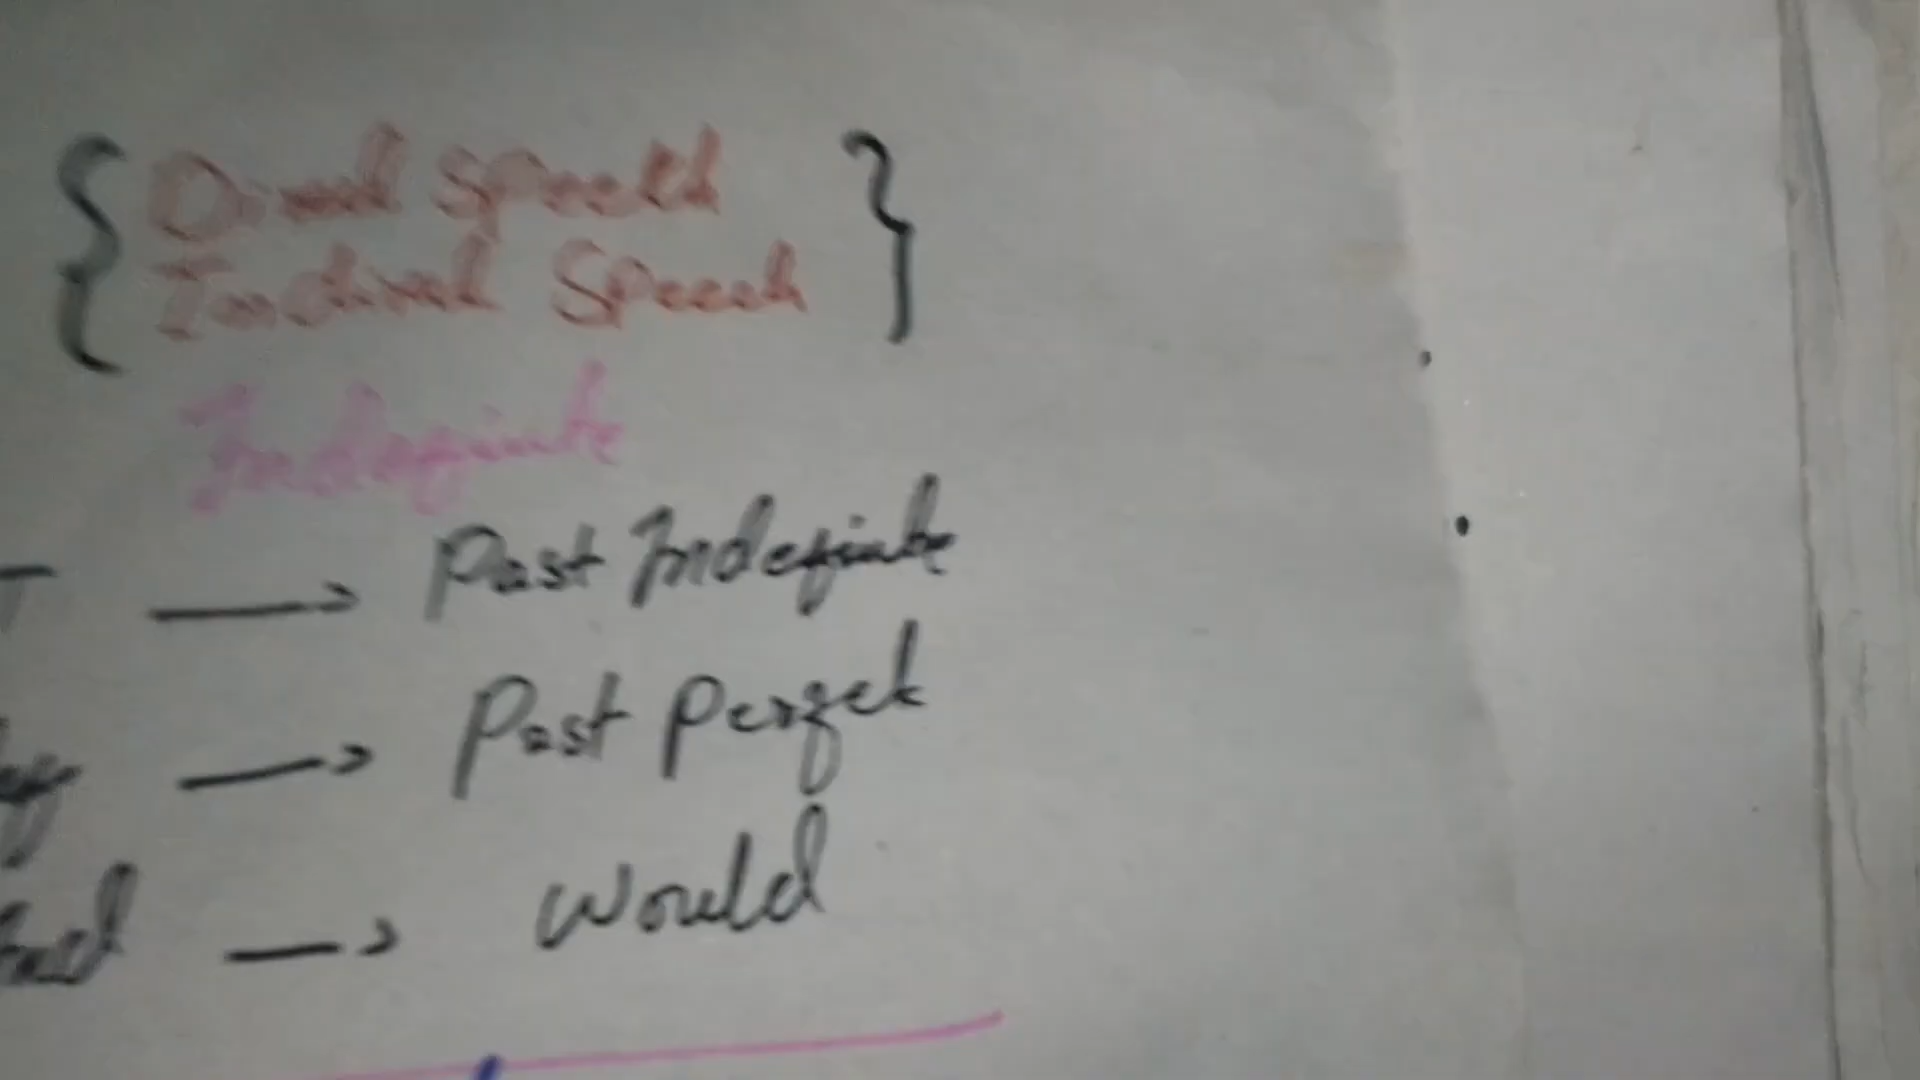 { Direct Speech
Indirect Speech }
Indefinite
→ Past Indefinite
→ Past Perfect
→ Would